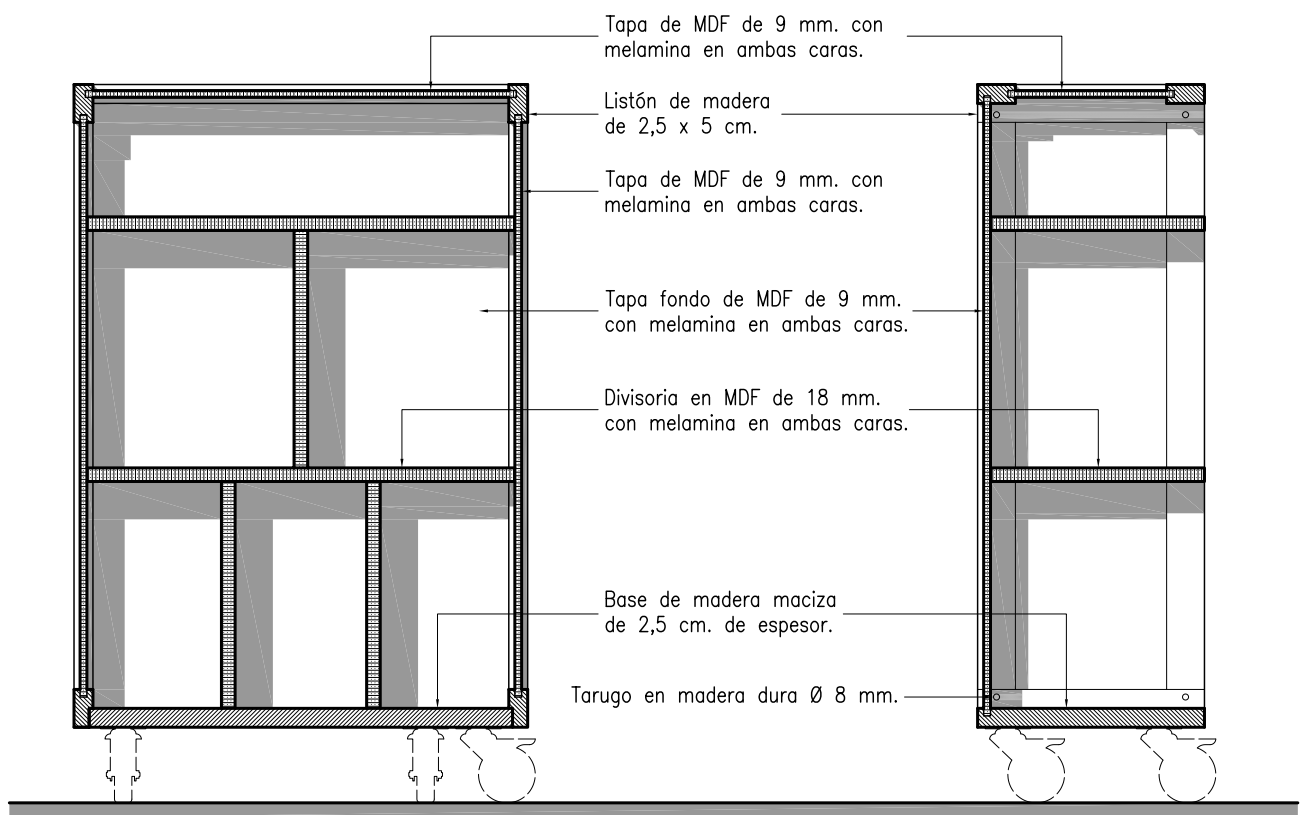 Tapa de MDF de 9 mm. con
melamina en ambas caras.
Listón de madera
de 2,5 x 5 cm.
Tapa de MDF de 9 mm. con
melamina en ambas caras.
Tapa fondo de MDF de 9 mm.
con melamina en ambas caras.
Divisoria en MDF de 18 mm.
con melamina en ambas caras.
Base de madera maciza
de 2,5 cm. de espesor.
Tarugo en madera dura Ø 8 mm.